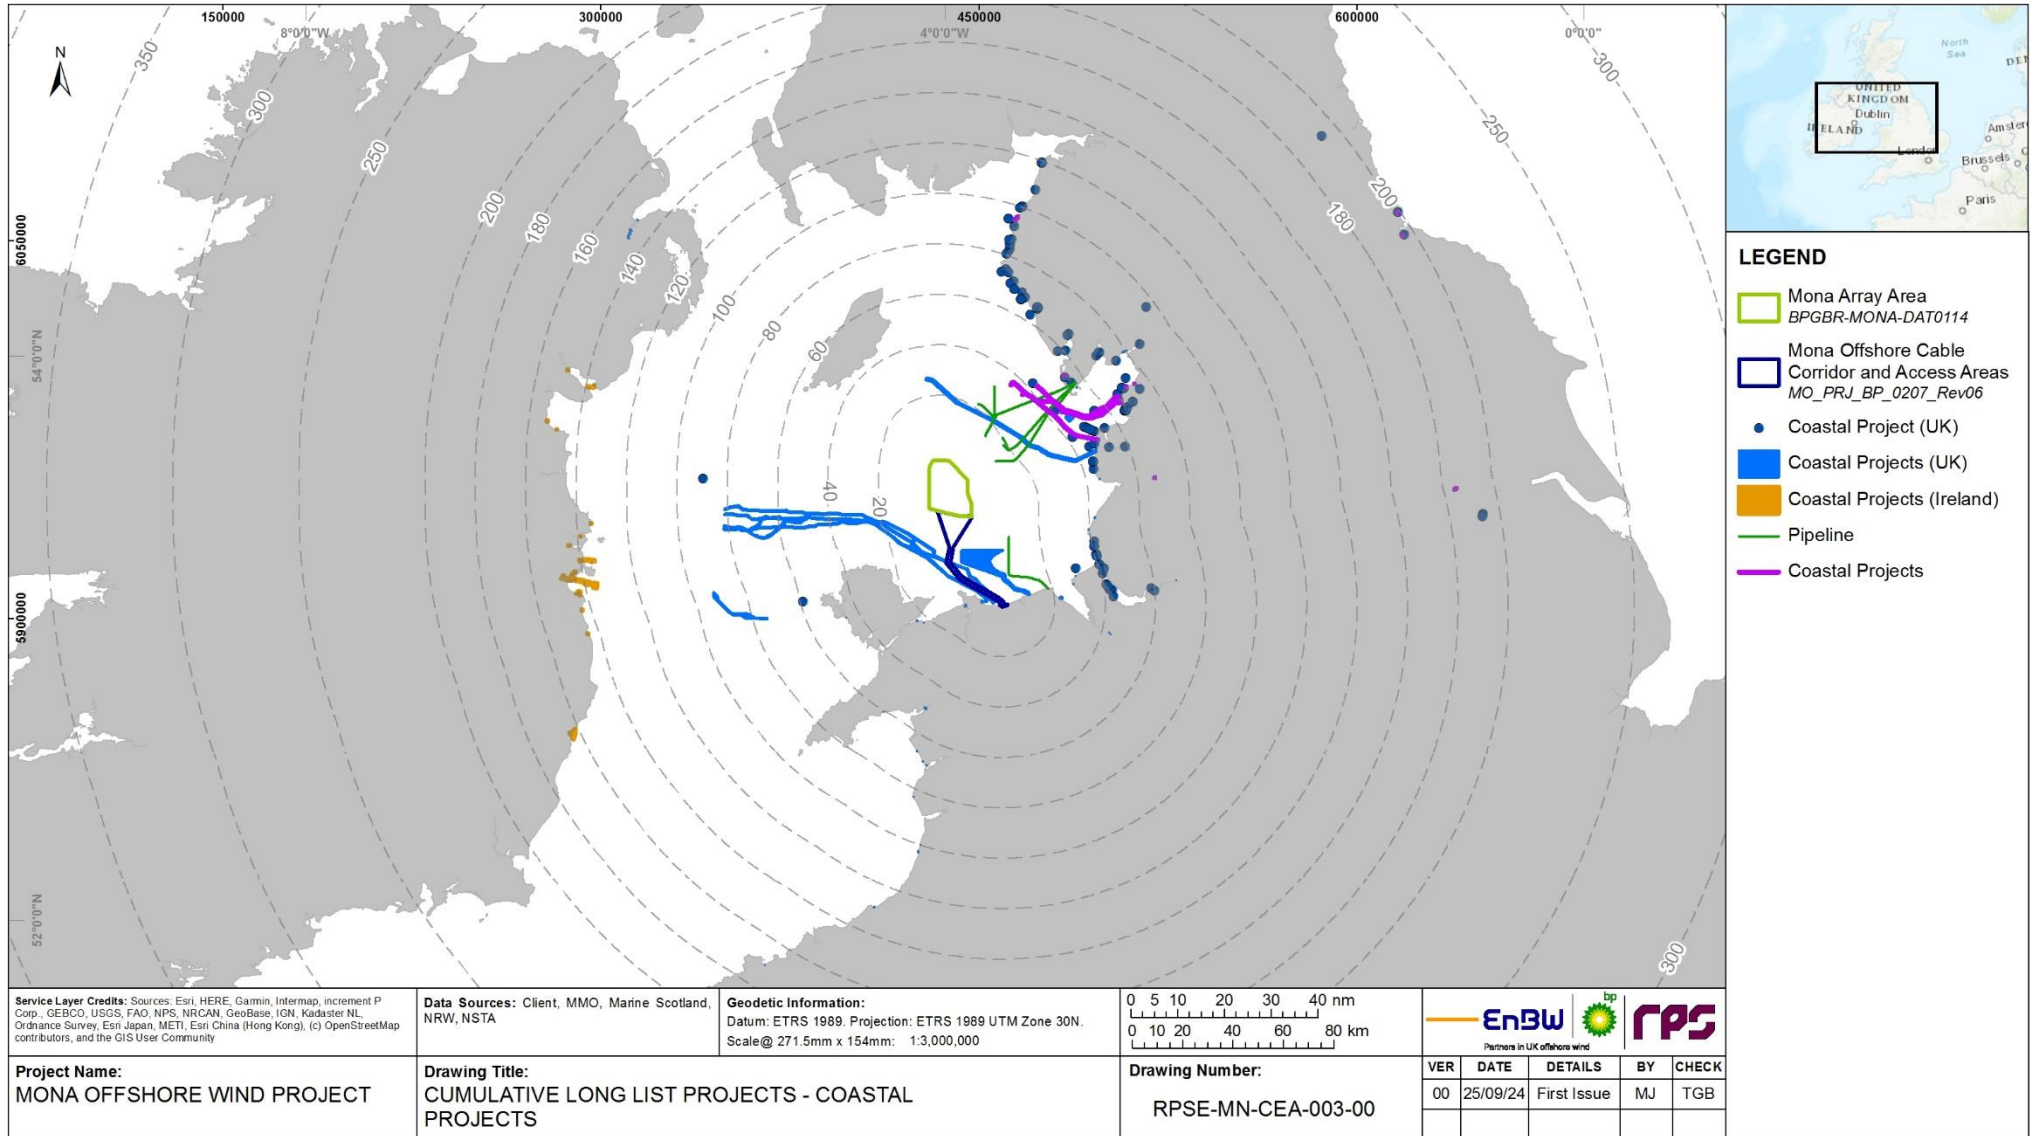 150000
300000
450000
600000
8°0'0"W
4°0'0"W
0°0'0"
N
6050000
54°0'0"N
5900000
52°0'0"N
350
300
250
200
180
160
140
120
100
80
60
40
20
300
250
200
180
300
North
Sea
DE
UNITED
KINGDOM
Dublin
IRELAND
London
Amster
Brussels
Paris
LEGEND
Mona Array Area
BPGBR-MONA-DAT0114
Mona Offshore Cable
Corridor and Access Areas
MO_PRJ_BP_0207_Rev06
Coastal Project (UK)
Coastal Projects (UK)
Coastal Projects (Ireland)
Pipeline
Coastal Projects
Service Layer Credits: Sources: Esri, HERE, Garmin, Intermap, increment P
Corp., GEBCO, USGS, FAO, NPS, NRCAN, GeoBase, IGN, Kadaster NL,
Ordnance Survey, Esri Japan, METI, Esri China (Hong Kong), (c) OpenStreetMap
contributors, and the GIS User Community
Data Sources: Client, MMO, Marine Scotland,
NRW, NSTA
Geodetic Information:
Datum: ETRS 1989. Projection: ETRS 1989 UTM Zone 30N.
Scale@ 271.5mm x 154mm: 1:3,000,000
0 5 10 20 30 40 nm
0 10 20 40 60 80 km
EnBW
bp
rps
Partners in UK offshore wind
Project Name:
MONA OFFSHORE WIND PROJECT
Drawing Title:
CUMULATIVE LONG LIST PROJECTS - COASTAL
PROJECTS
Drawing Number:
RPSE-MN-CEA-003-00
VER DATE DETAILS BY CHECK
00 25/09/24 First Issue MJ TGB